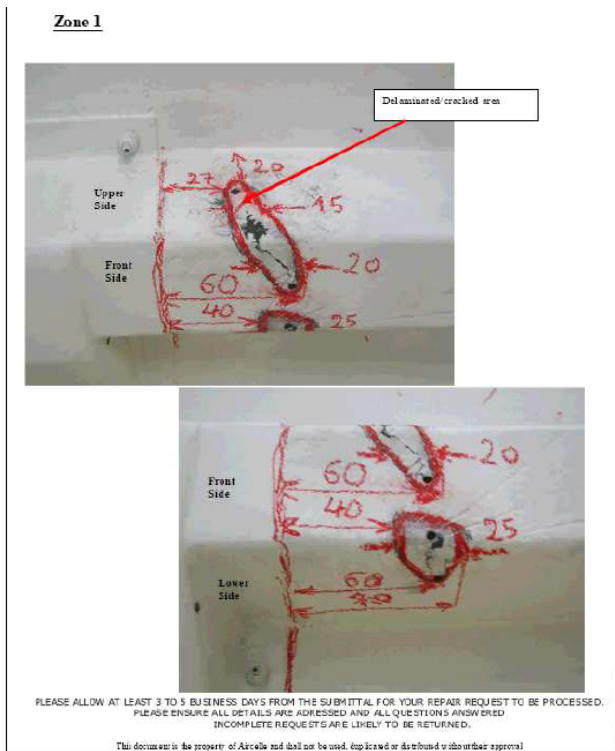 Zone 1
Delaminated/cracked area
27
20
Upper
Side
15
Front
Side
20
60
40
25
Front
Side
60
20
40
25
Lower
Side
60
PLEASE ALLOW AT LEAST 3 TO 5 BUSINESS DAYS FROM THE SUBMITTAL FOR YOUR REPAIR REQUEST TO BE PROCESSED.
PLEASE ENSURE ALL DETAILS ARE ADRESSED AND ALL QUESTIONS ANSWERED
INCOMPLETE REQUESTS ARE LIKELY TO BE RETURNED.
This document is the property of Aircelle and shall not be used, duplicated or distributed without their approval